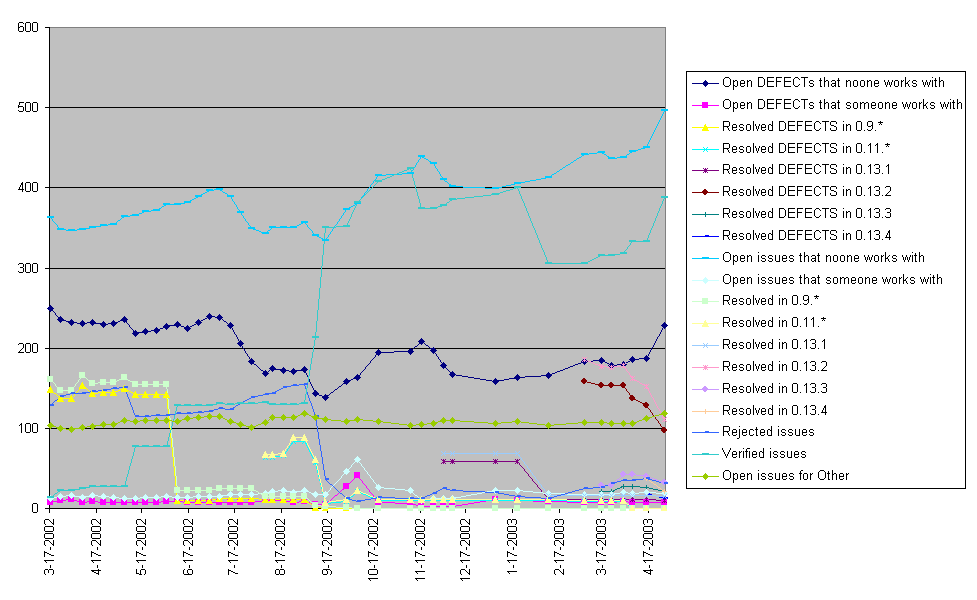 600
500
400
300
200
100
0
3-17-2002
4-17-2002
5-17-2002
6-17-2002
7-17-2002
8-17-2002
9-17-2002
10-17-2002
11-17-2002
12-17-2002
1-17-2003
2-17-2003
3-17-2003
4-17-2003
Open DEFECTs that noone works with
Open DEFECTs that someone works with
Resolved DEFECTS in 0.9.*
Resolved DEFECTS in 0.11.*
Resolved DEFECTS in 0.13.1
Resolved DEFECTS in 0.13.2
Resolved DEFECTS in 0.13.3
Resolved DEFECTS in 0.13.4
Open issues that noone works with
Open issues that someone works with
Resolved in 0.9.*
Resolved in 0.11.*
Resolved in 0.13.1
Resolved in 0.13.2
Resolved in 0.13.3
Resolved in 0.13.4
Rejected issues
Verified issues
Open issues for Other